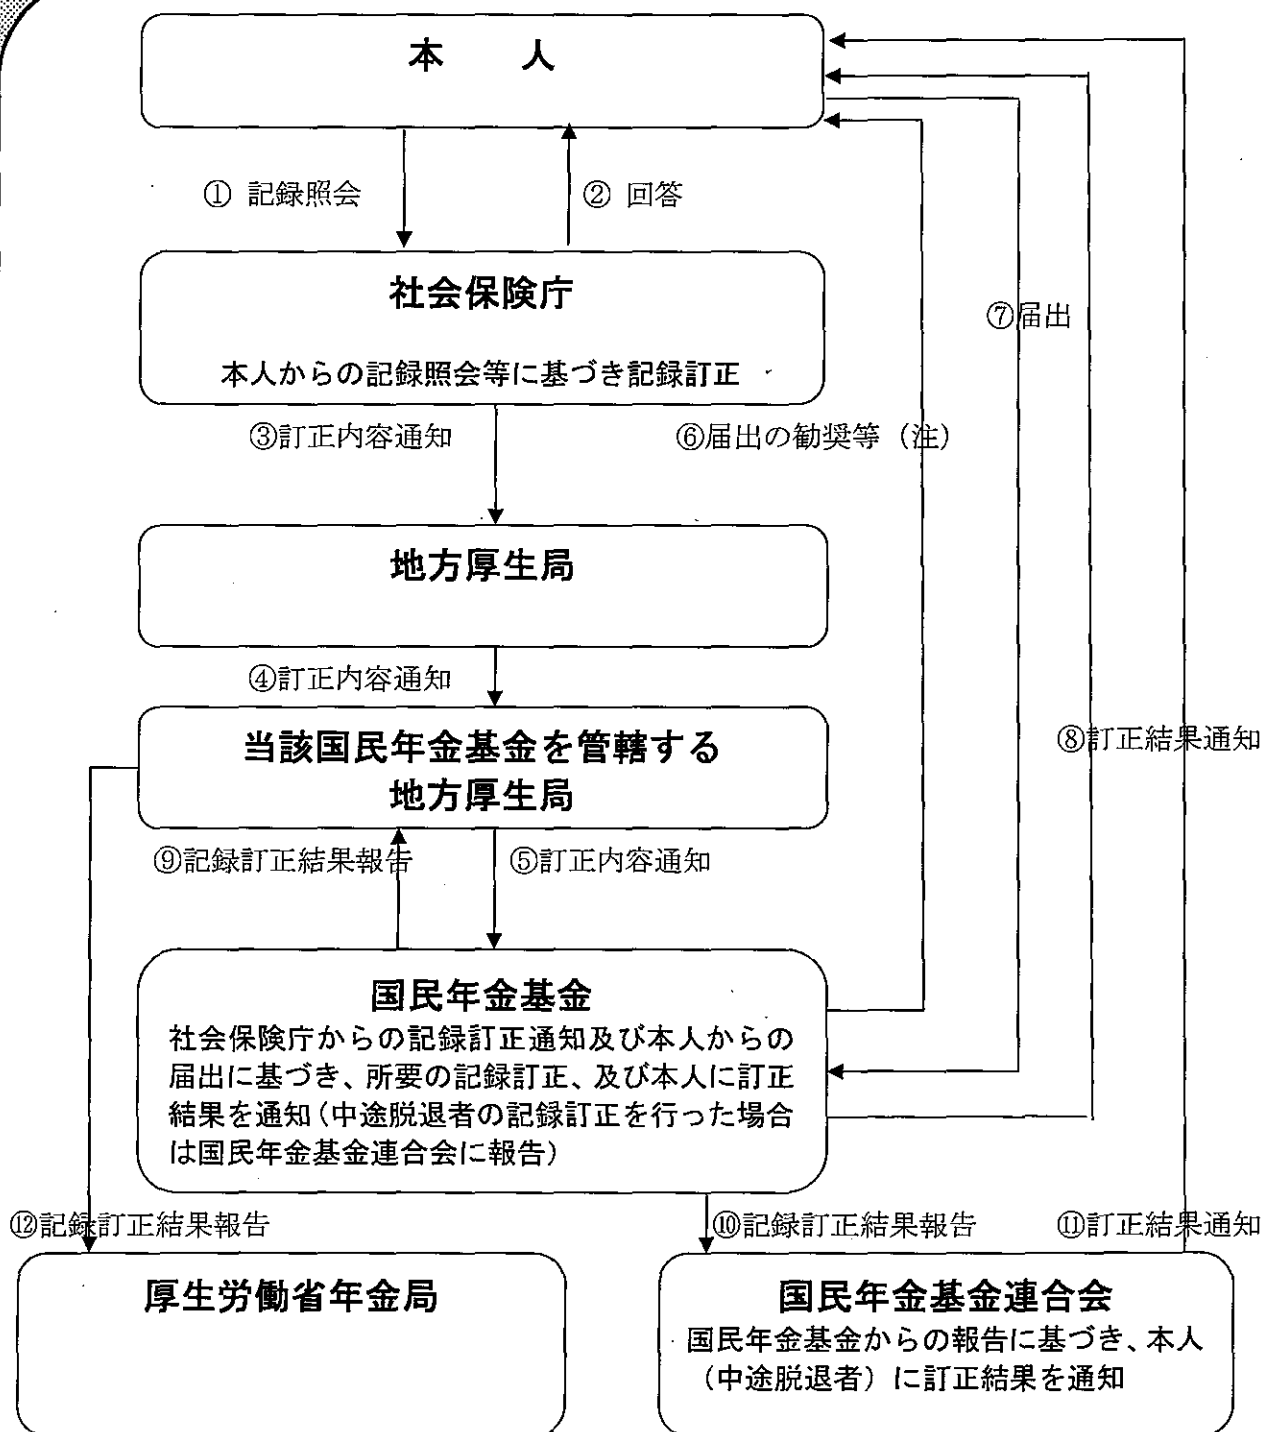 本　　人
① 記録照会
② 回答
社会保険庁
本人からの記録照会等に基づき記録訂正
⑦届出
③訂正内容通知
⑥届出の勧奨等（注）
地方厚生局
④訂正内容通知
当該国民年金基金を管轄する
地方厚生局
⑧訂正結果通知
⑨記録訂正結果報告
⑤訂正内容通知
国民年金基金
社会保険庁からの記録訂正通知及び本人からの
届出に基づき、所要の記録訂正、及び本人に訂正
結果を通知（中途脱退者の記録訂正を行った場合
は国民年金基金連合会に報告）
⑫記録訂正結果報告
⑩記録訂正結果報告
⑪訂正結果通知
厚生労働省年金局
国民年金基金連合会
国民年金基金からの報告に基づき、本人
（中途脱退者）に訂正結果を通知